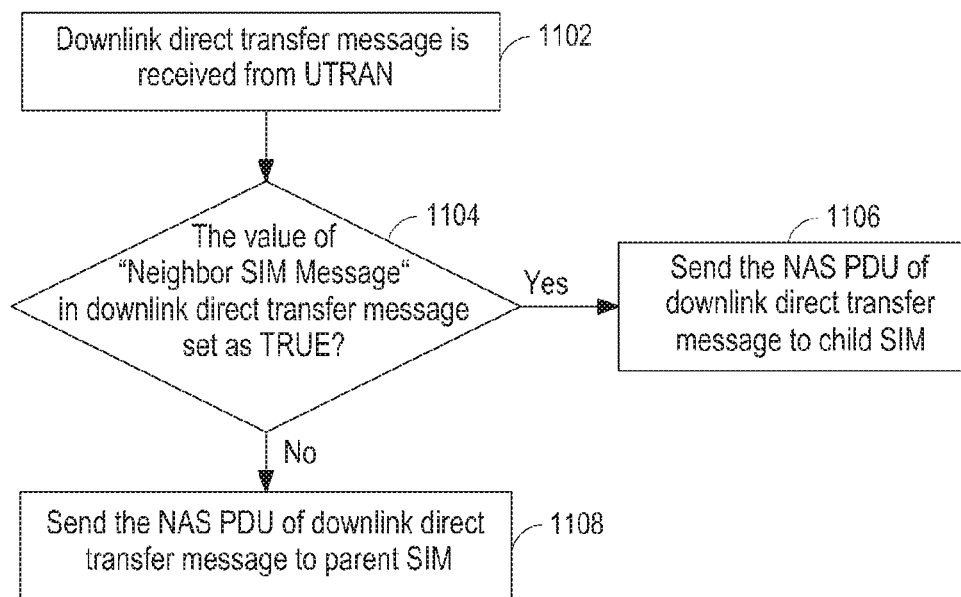 Downlink direct transfer message is
received from UTRAN
1102
The value of
“Neighbor SIM Message“
in downlink direct transfer message
set as TRUE?
1104
Yes
1106
Send the NAS PDU of
downlink direct transfer
message to child SIM
No
Send the NAS PDU of downlink direct
transfer message to parent SIM
1108